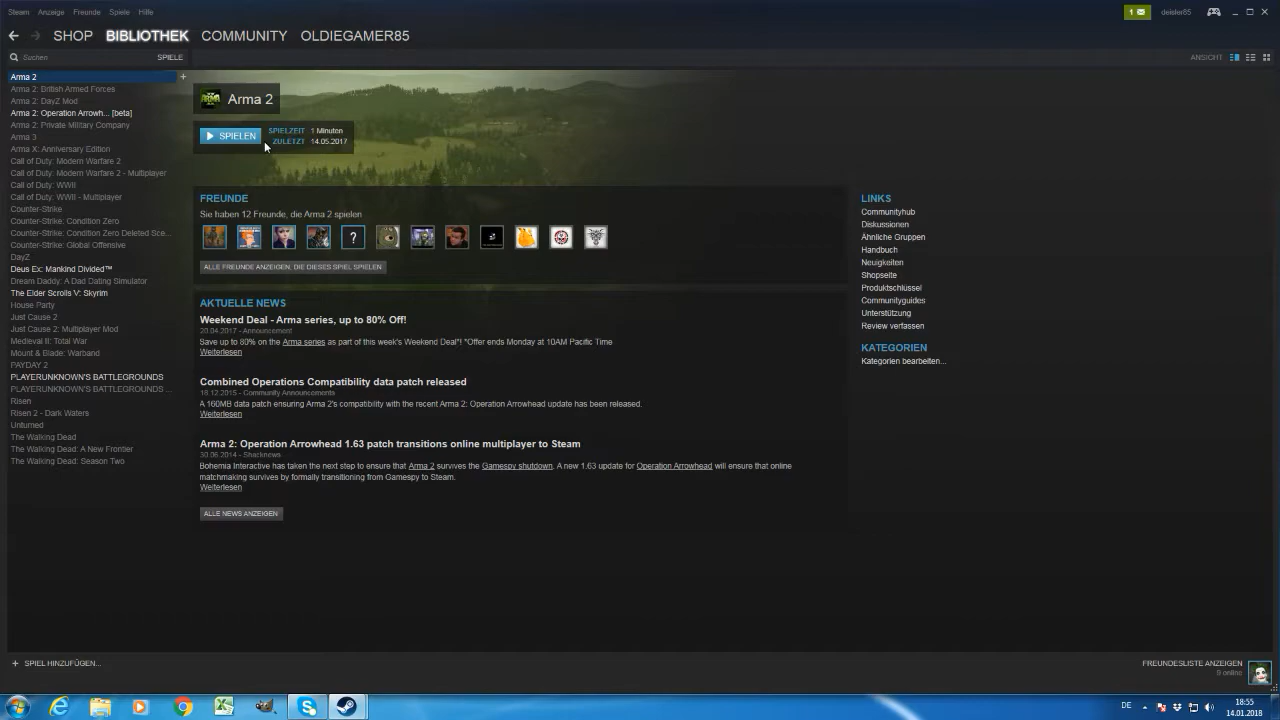 Steam Anzeige Freunde Spiele Hilfe
1
deisler85
SHOP BIBLIOTHEK COMMUNITY OLDIEGAMER85
Suchen SPIELE
ANSICHT
Arma 2 +
Arma 2: British Armed Forces
Arma 2: DayZ Mod
Arma 2: Operation Arrowh... [beta]
Arma 2: Private Military Company
Arma 3
Arma X: Anniversary Edition
Call of Duty: Modern Warfare 2
Call of Duty: Modern Warfare 2 - Multiplayer
Call of Duty: WWII
Call of Duty: WWII - Multiplayer
Counter-Strike
Counter-Strike: Condition Zero
Counter-Strike: Condition Zero Deleted Sce...
Counter-Strike: Global Offensive
DayZ
Deus Ex: Mankind Divided™
Dream Daddy: A Dad Dating Simulator
The Elder Scrolls V: Skyrim
House Party
Just Cause 2
Just Cause 2: Multiplayer Mod
Medieval II: Total War
Mount & Blade: Warband
PAYDAY 2
PLAYERUNKNOWN'S BATTLEGROUNDS
PLAYERUNKNOWN'S BATTLEGROUNDS ...
Risen
Risen 2 - Dark Waters
Unturned
The Walking Dead
The Walking Dead: A New Frontier
The Walking Dead: Season Two
Arma 2
SPIELEN
SPIELZEIT 1 Minuten
ZULETZT 14.05.2017
FREUNDE
Sie haben 12 Freunde, die Arma 2 spielen
?
ALLE FREUNDE ANZEIGEN, DIE DIESES SPIEL SPIELEN
AKTUELLE NEWS
Weekend Deal - Arma series, up to 80% Off!
20.04.2017 - Announcement
Save up to 80% on the Arma series as part of this week's Weekend Deal*! *Offer ends Monday at 10AM Pacific Time
Weiterlesen
Combined Operations Compatibility data patch released
18.12.2015 - Community Announcements
A 160MB data patch ensuring Arma 2's compatibility with the recent Arma 2: Operation Arrowhead update has been released.
Weiterlesen
Arma 2: Operation Arrowhead 1.63 patch transitions online multiplayer to Steam
30.06.2014 - Shacknews
Bohemia Interactive has taken the next step to ensure that Arma 2 survives the Gamespy shutdown. A new 1.63 update for Operation Arrowhead will ensure that online
matchmaking survives by formally transitioning from Gamespy to Steam.
Weiterlesen
ALLE NEWS ANZEIGEN
LINKS
Communityhub
Diskussionen
Ähnliche Gruppen
Handbuch
Neuigkeiten
Shopseite
Produktschlüssel
Communityguides
Unterstützung
Review verfassen
KATEGORIEN
Kategorien bearbeiten...
+ SPIEL HINZUFÜGEN...
FREUNDESLISTE ANZEIGEN
9 online
DE
18:55
14.01.2018